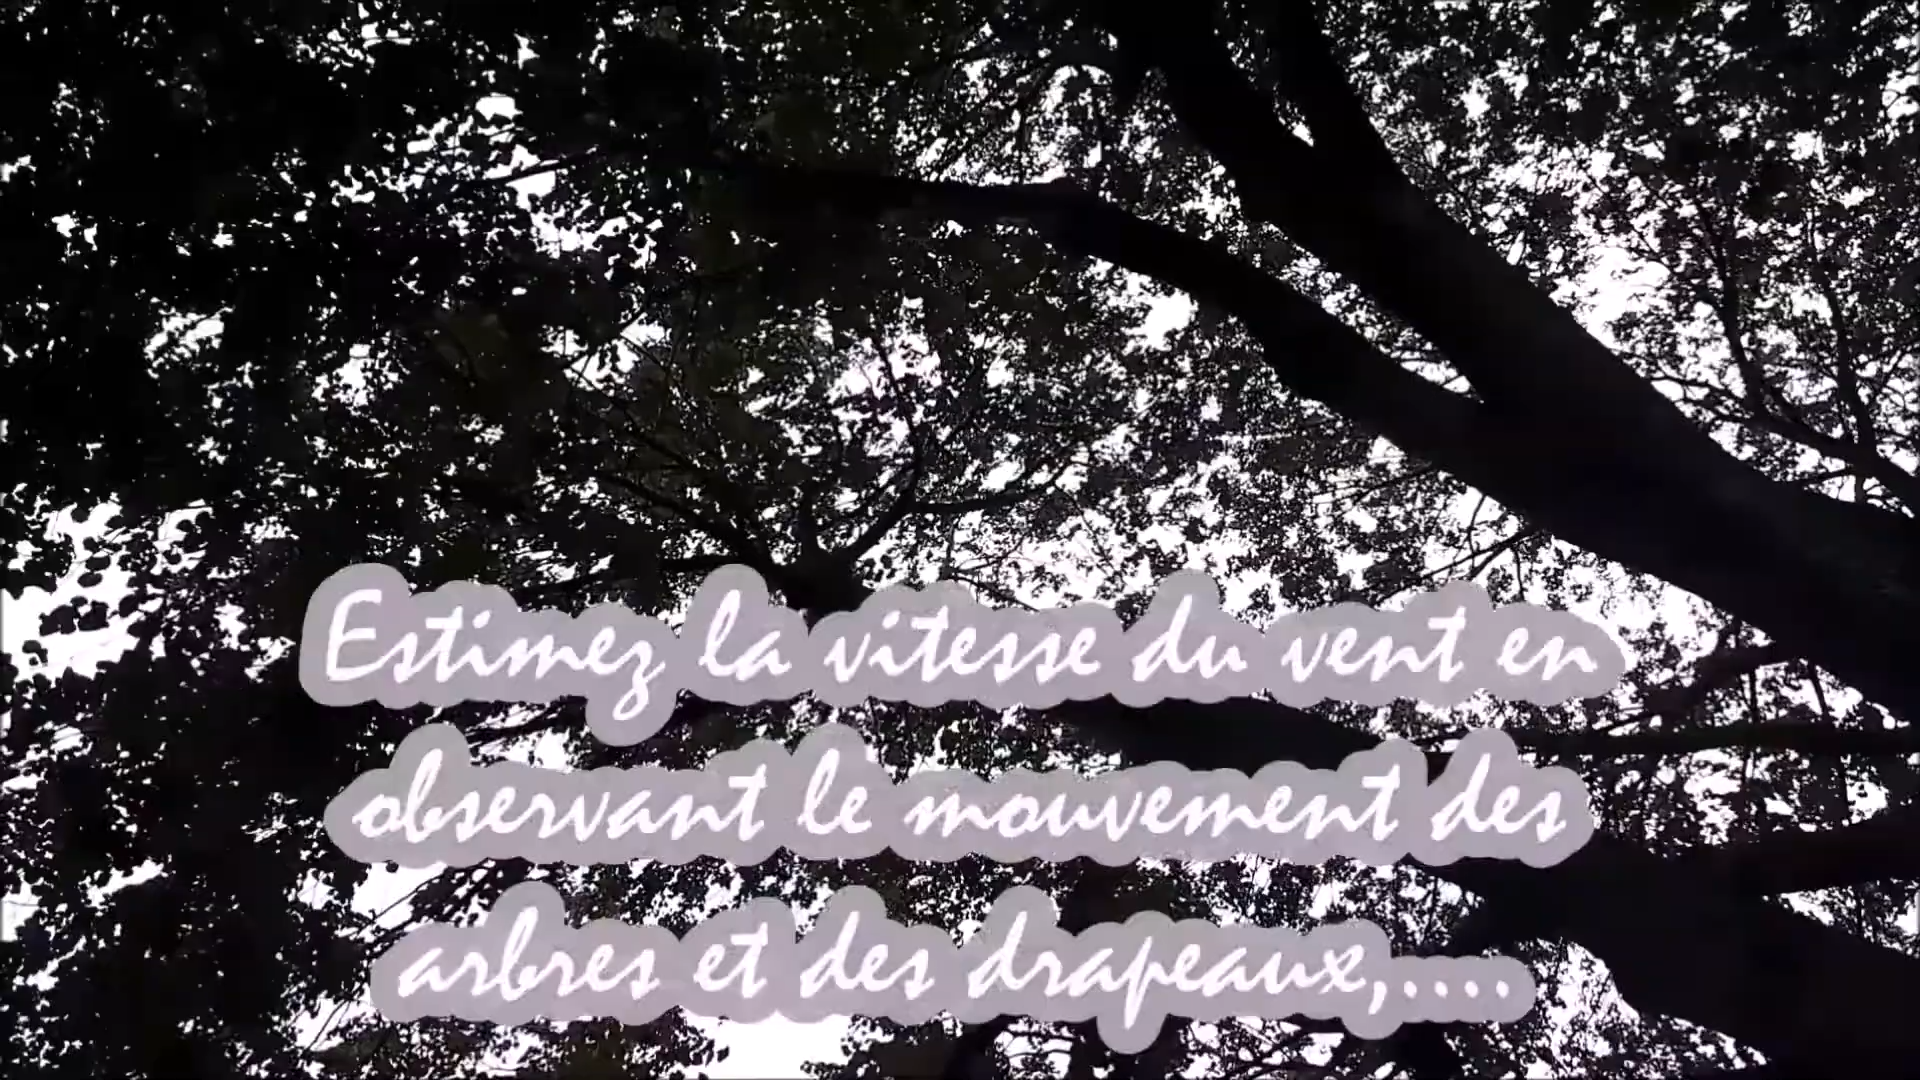 Estimez la vitesse du vent en
observant le mouvement des
arbres et des drapeaux,....